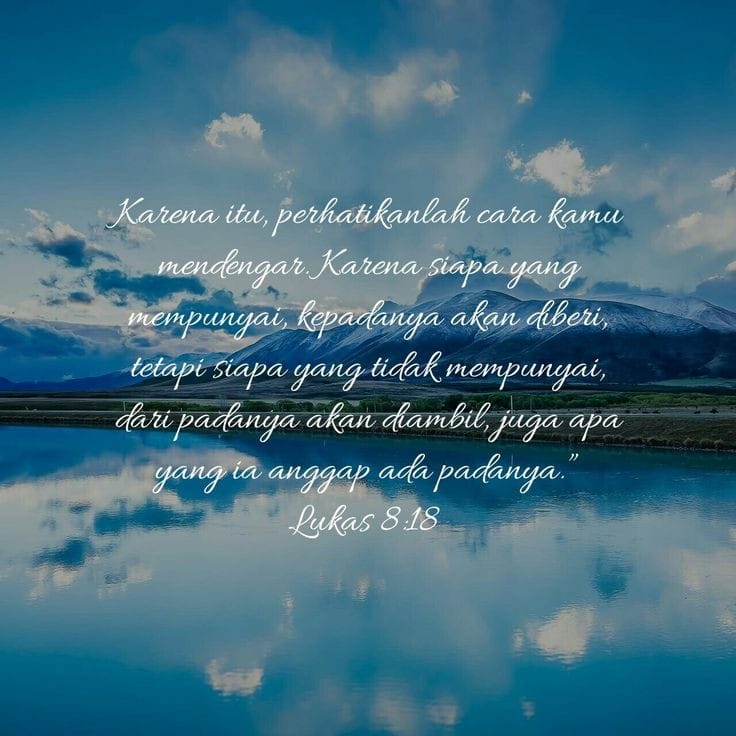 Karena itu, perhatikanlah cara kamu
mendengar. Karena siapa yang
mempunyai, kepadanya akan diberi,
tetapi siapa yang tidak mempunyai,
dari padanya akan diambil, juga apa
yang ia anggap ada padanya."
Lukas 8:18